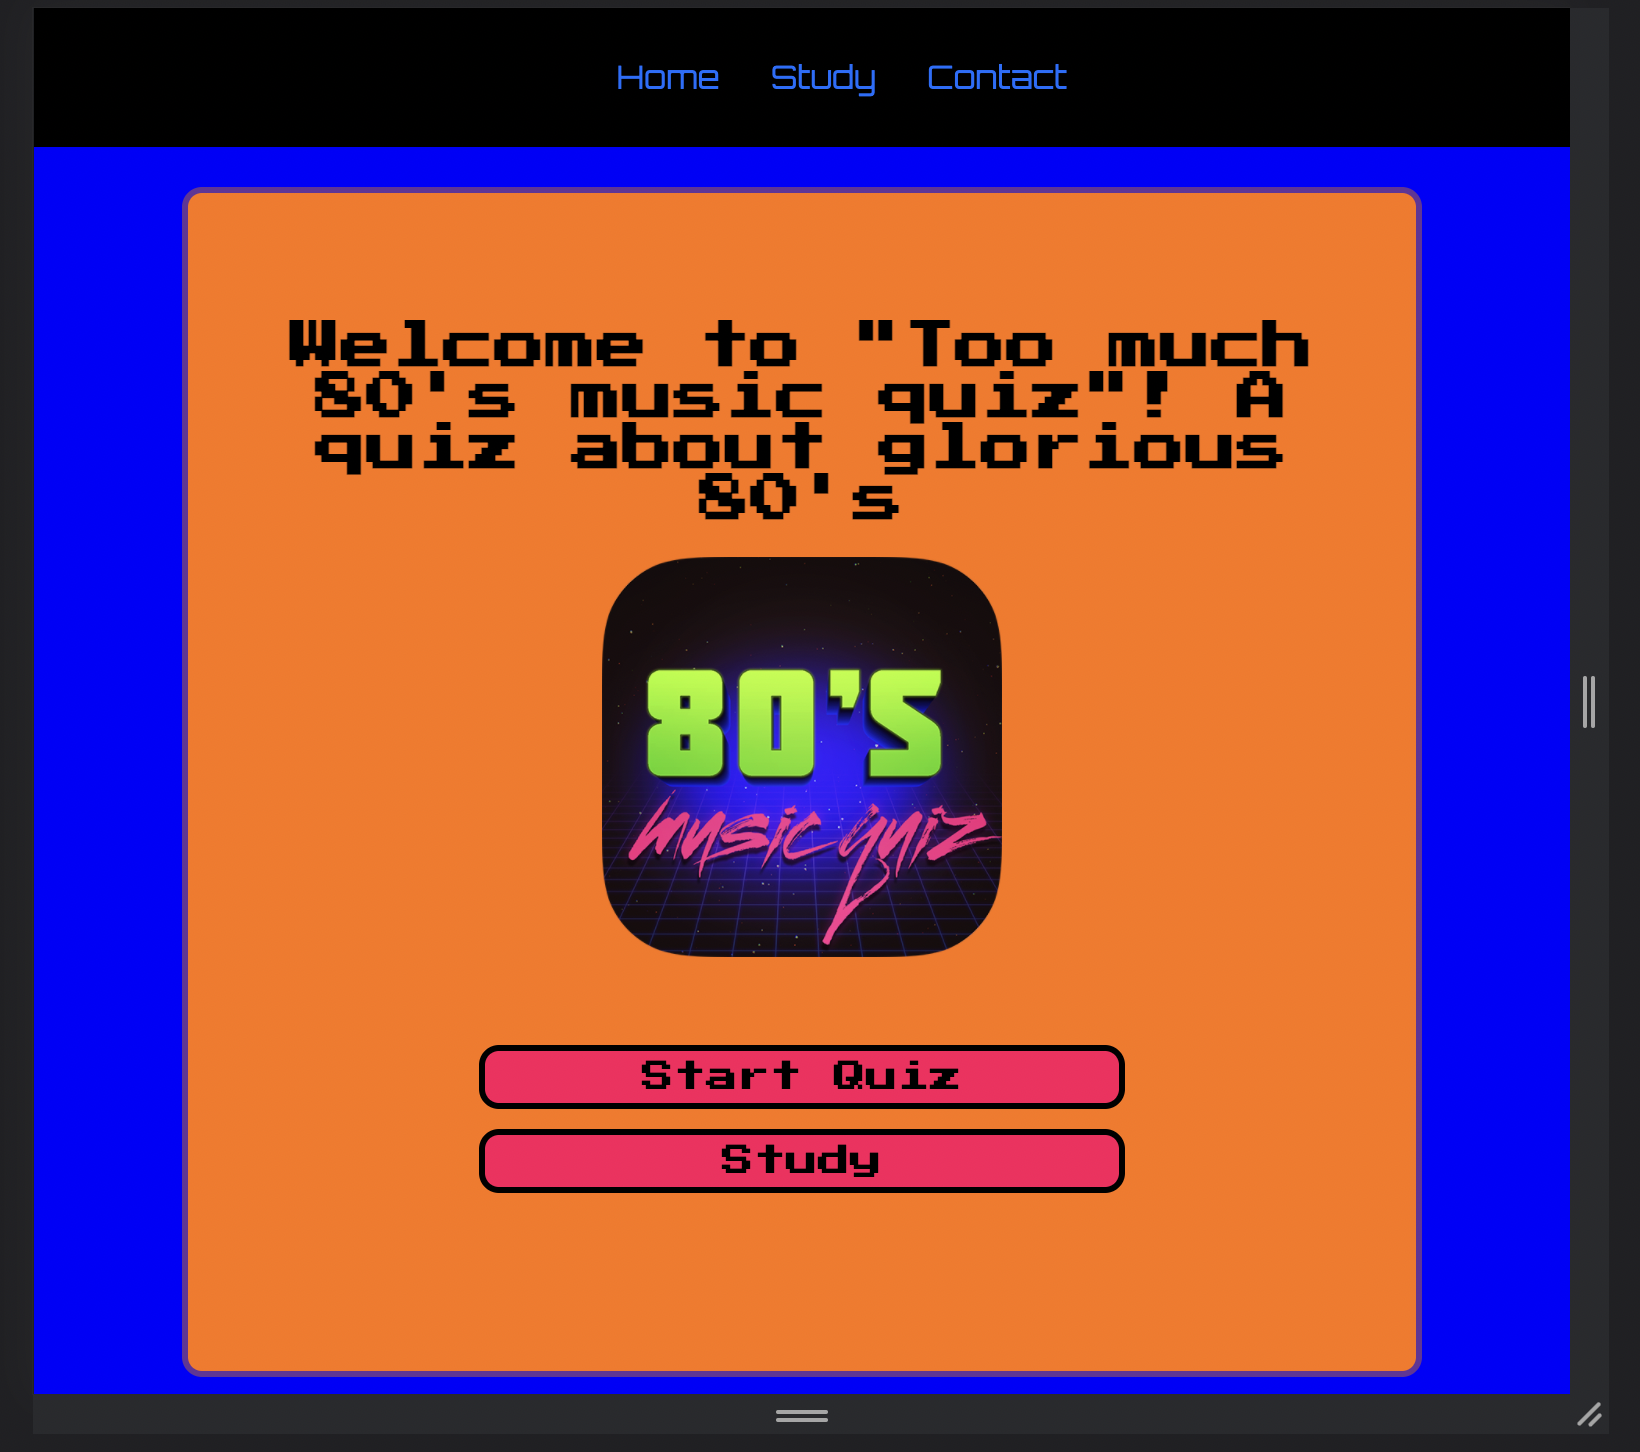 Home Study Contact
Welcome to "Too much
80's music quiz"! A
quiz about glorious
80's
80'S
music quiz
Start Quiz
Study